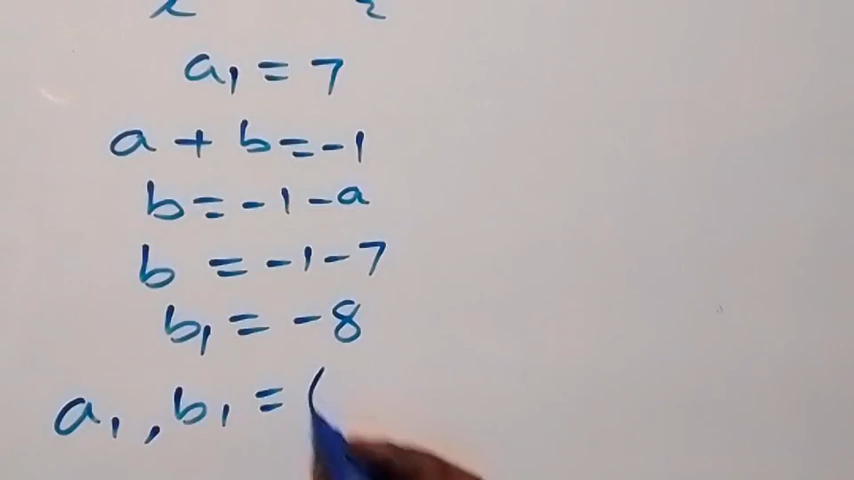 a₁ = 7
a + b = -1
b = -1 - a
b = -1 - 7
b₁ = -8
a₁, b₁ = (